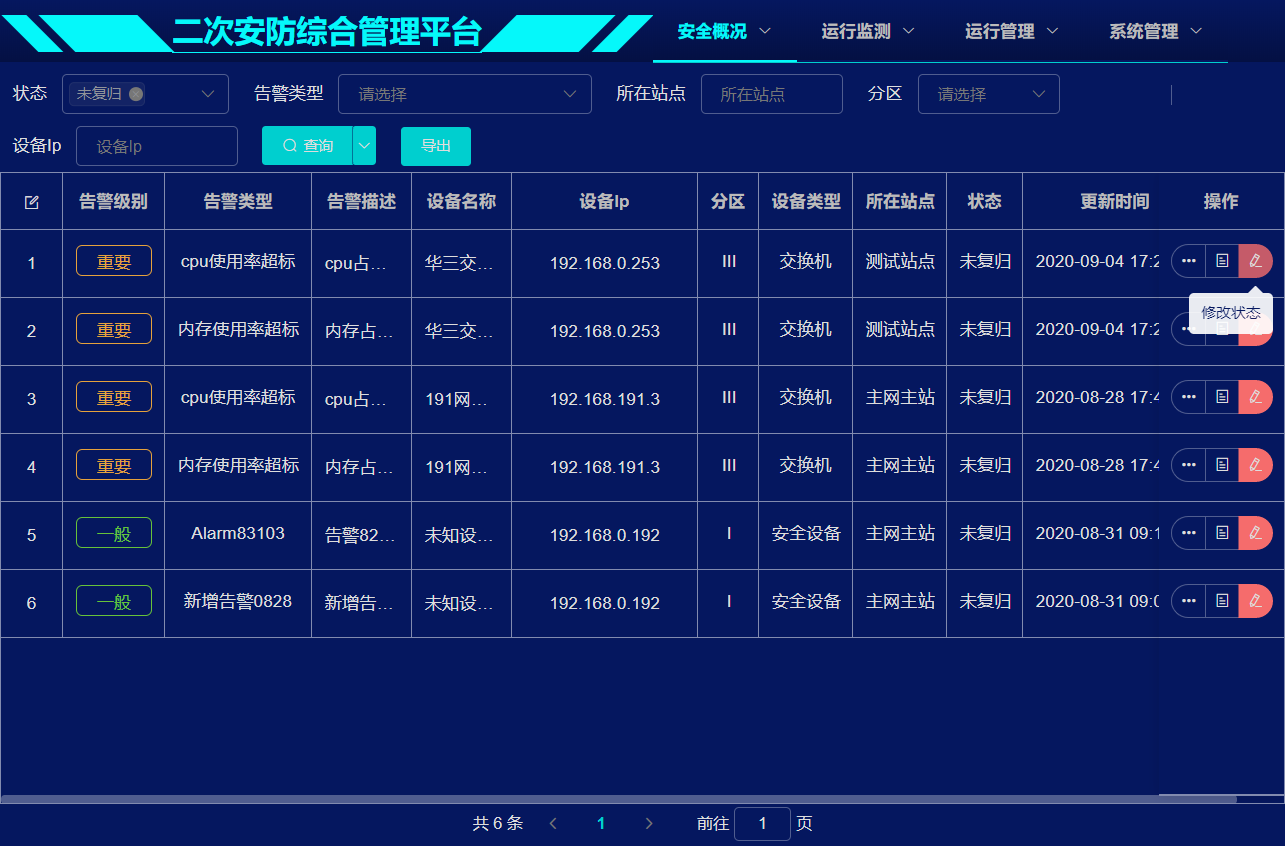 二次安防综合管理平台 安全概况 运行监测 运行管理 系统管理
状态 未复归 告警类型 请选择 所在站点 所在站点 分区 请选择
设备Ip 设备Ip 查询 导出
告警级别 告警类型 告警描述 设备名称 设备Ip 分区 设备类型 所在站点 状态 更新时间 操作
1 重要 cpu使用率超标 cpu占… 华三交… 192.168.0.253 III 交换机 测试站点 未复归 2020-09-04 17:2
修改状态
2 重要 内存使用率超标 内存占… 华三交… 192.168.0.253 III 交换机 测试站点 未复归 2020-09-04 17:2
3 重要 cpu使用率超标 cpu占… 191网… 192.168.191.3 III 交换机 主网主站 未复归 2020-08-28 17:4
4 重要 内存使用率超标 内存占… 191网… 192.168.191.3 III 交换机 主网主站 未复归 2020-08-28 17:4
5 一般 Alarm83103 告警82… 未知设… 192.168.0.192 I 安全设备 主网主站 未复归 2020-08-31 09:1
6 一般 新增告警0828 新增告… 未知设… 192.168.0.192 I 安全设备 主网主站 未复归 2020-08-31 09:0
共 6 条 1 前往 1 页